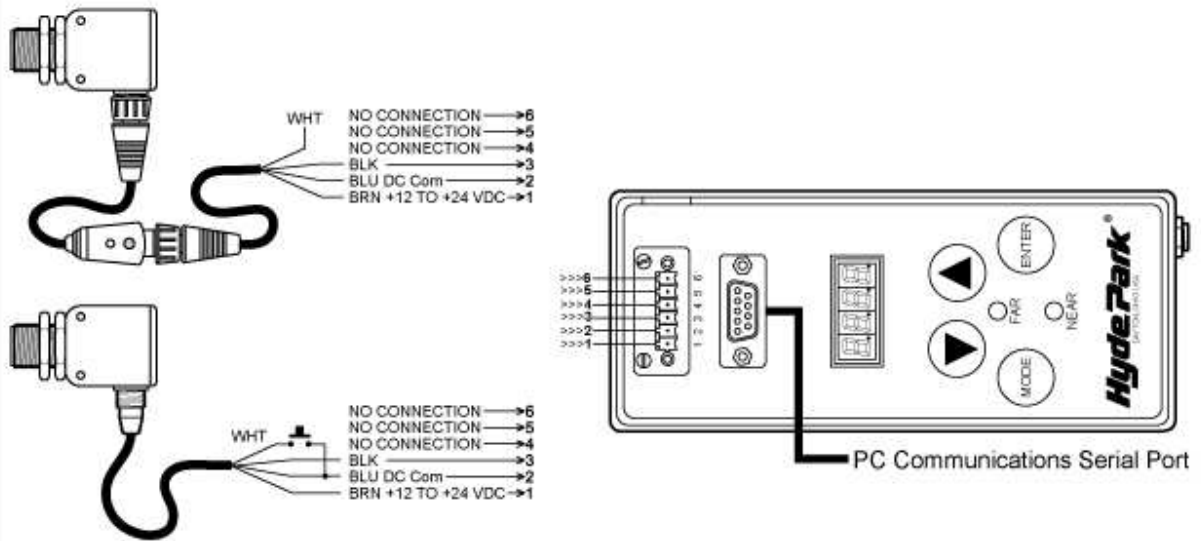 WHT
NO CONNECTION 6
NO CONNECTION 5
NO CONNECTION 4
BLK 3
BLU DC Com 2
BRN +12 TO +24 VDC 1
WHT
NO CONNECTION 6
NO CONNECTION 5
NO CONNECTION 4
BLK 3
BLU DC Com 2
BRN +12 TO +24 VDC 1
>>>6
>>>5
>>>4
>>>3
>>>2
>>>1
1 2 3 4 5 6
ENTER
FAR
NEAR
MODE
HydePark®
PC Communications Serial Port